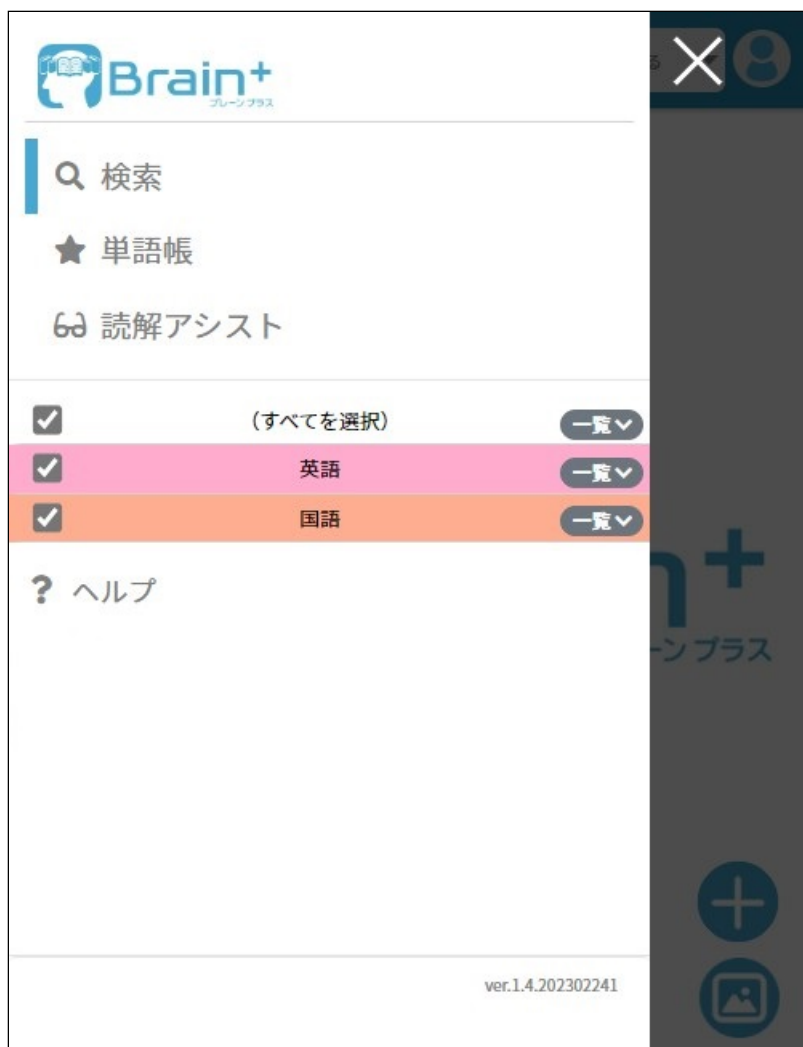 Brain+
ブレーン プラス
検索
単語帳
読解アシスト
(すべてを選択)
一覧
英語
一覧
国語
一覧
ヘルプ
る
n+
ーン プラス
ver.1.4.202302241